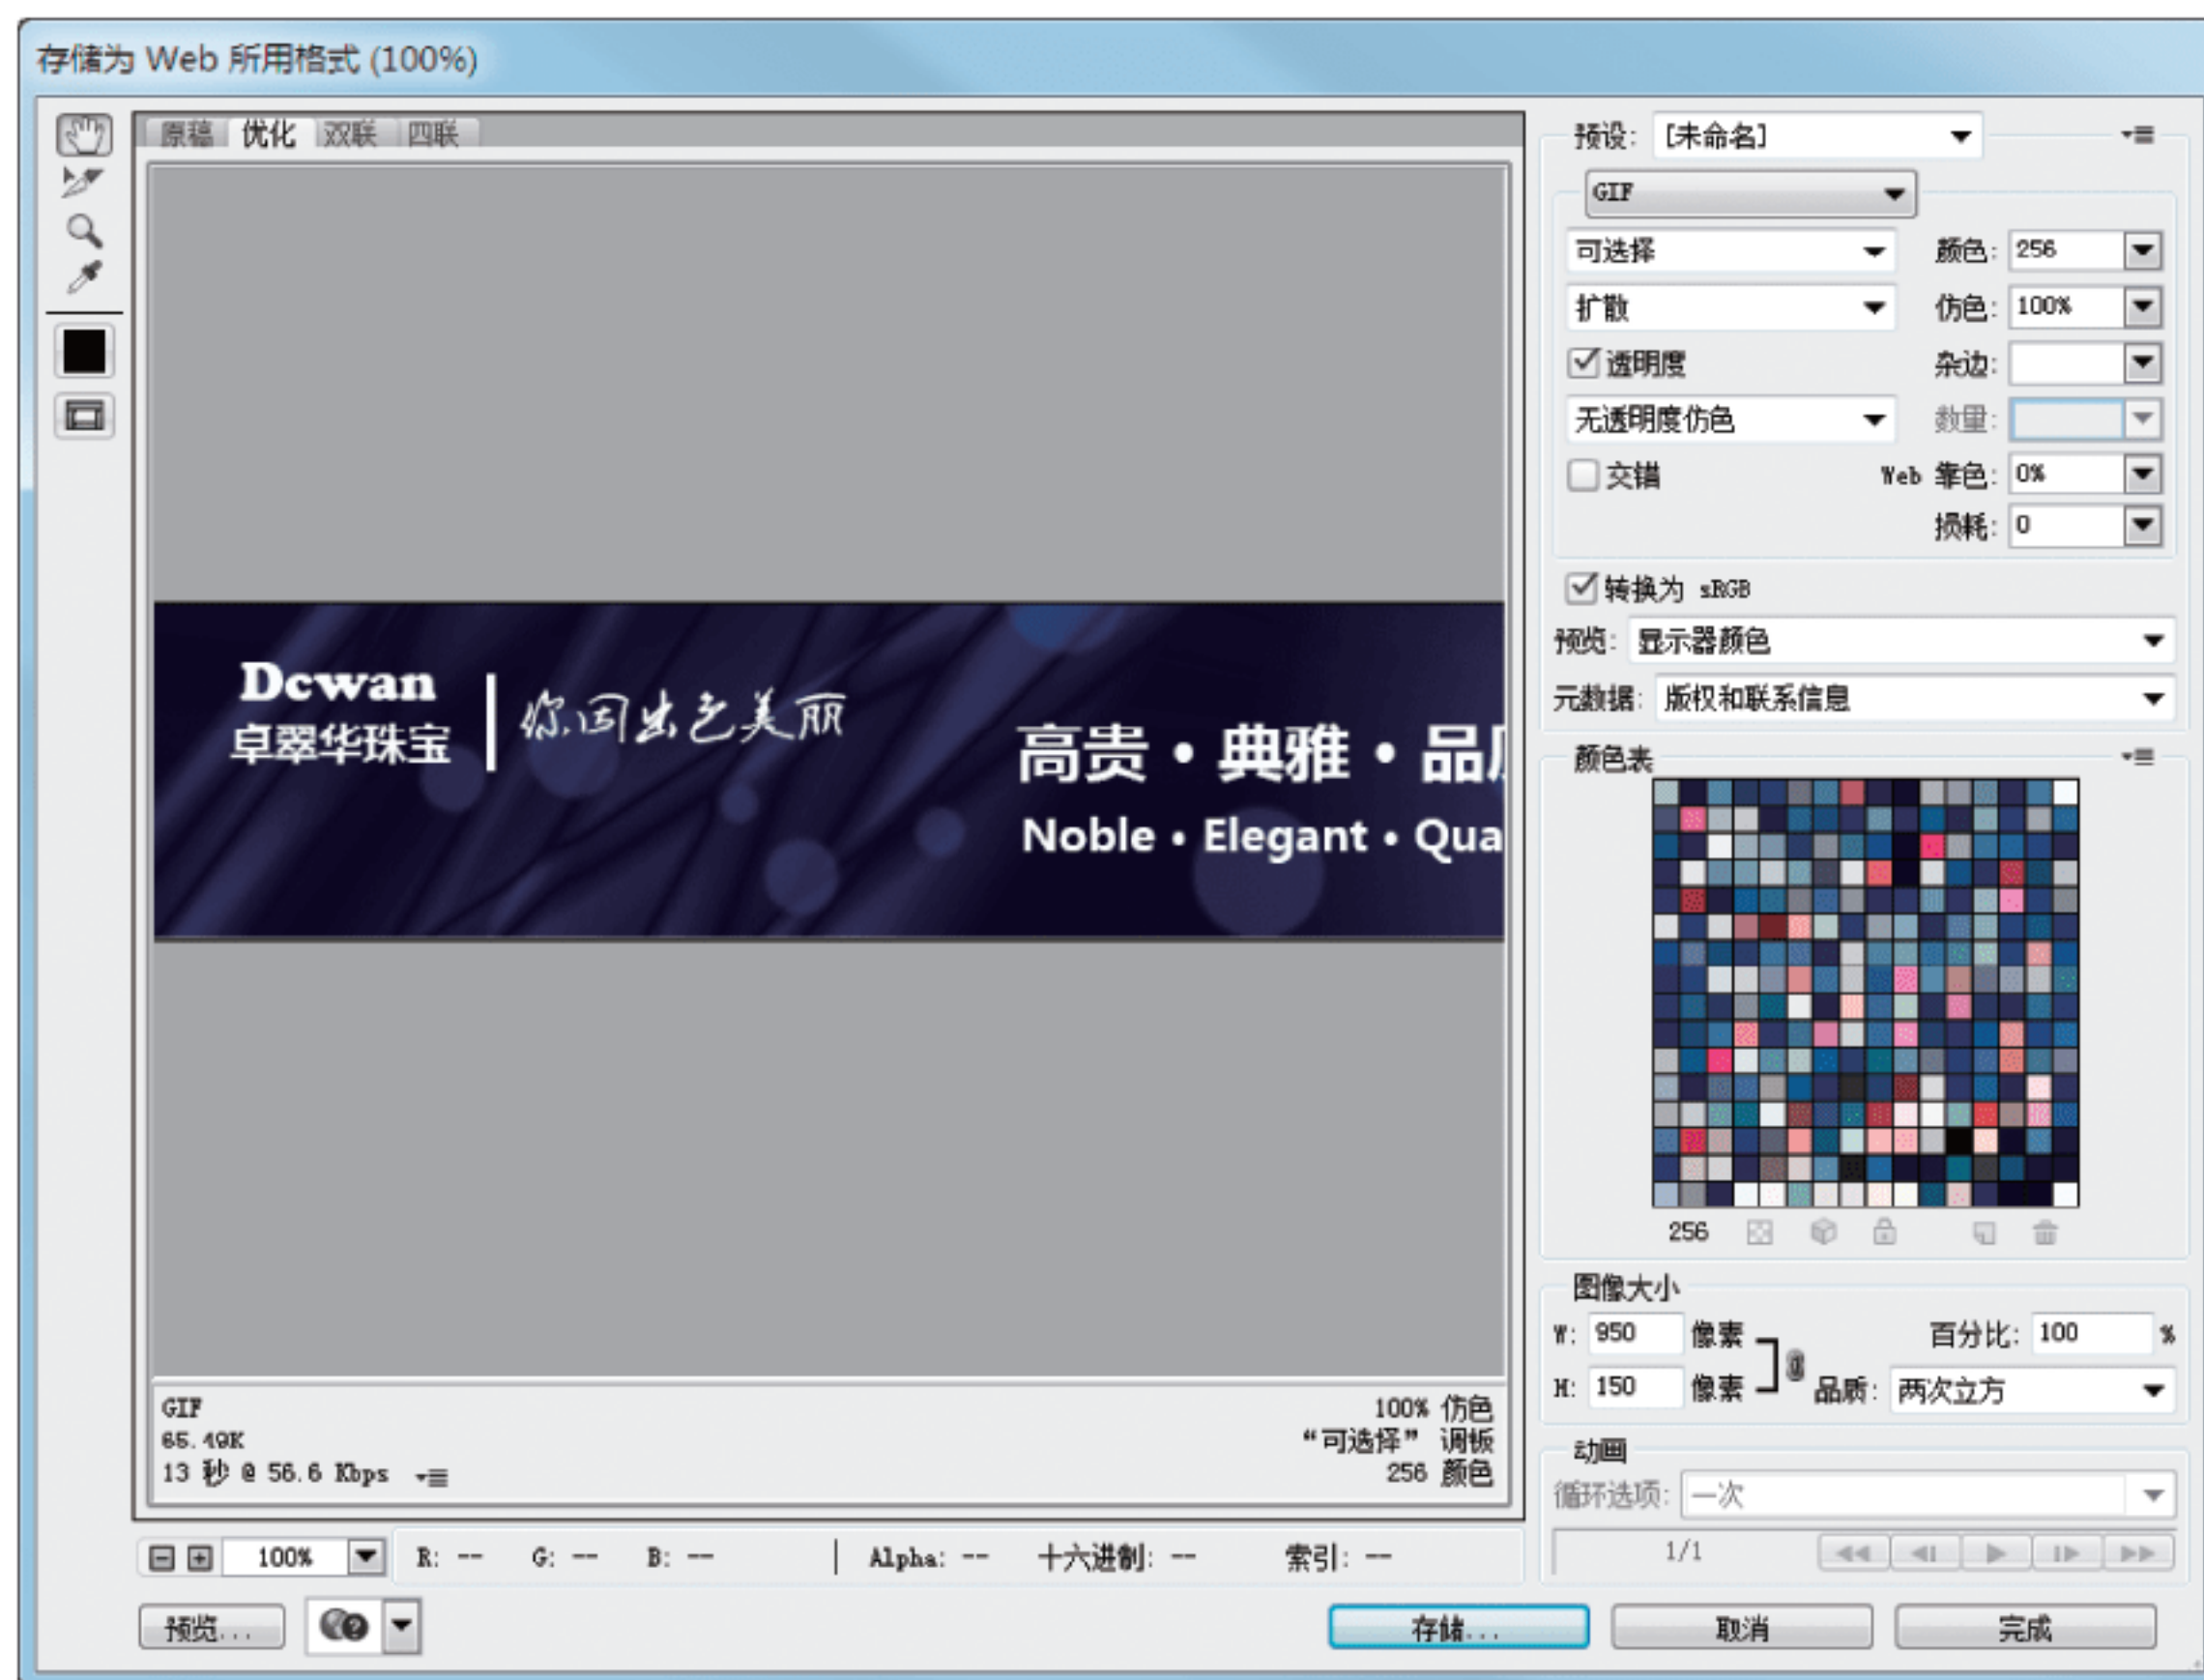 存储为 Web 所用格式 (100%)
原稿 优化 双联 四联
Dcwan
卓翠华珠宝
你因出色美丽
高贵·典雅·品质
Noble • Elegant • Qua
GIF
65.49K
13 秒 @ 56.6 Kbps
100% 仿色
“可选择” 调板
256 颜色
100%
R: -- G: -- B: -- Alpha: -- 十六进制: -- 索引: --
预览...
预设: [未命名]
GIF
可选择 颜色: 256
扩散 仿色: 100%
透明度 杂边:
无透明度仿色 数量:
交错 Web 靠色: 0%
损耗: 0
转换为 sRGB
预览: 显示器颜色
元数据: 版权和联系信息
颜色表
256
图像大小
W: 950 像素 百分比: 100 %
H: 150 像素 品质: 两次立方
动画
循环选项: 一次
1/1
存储... 取消 完成